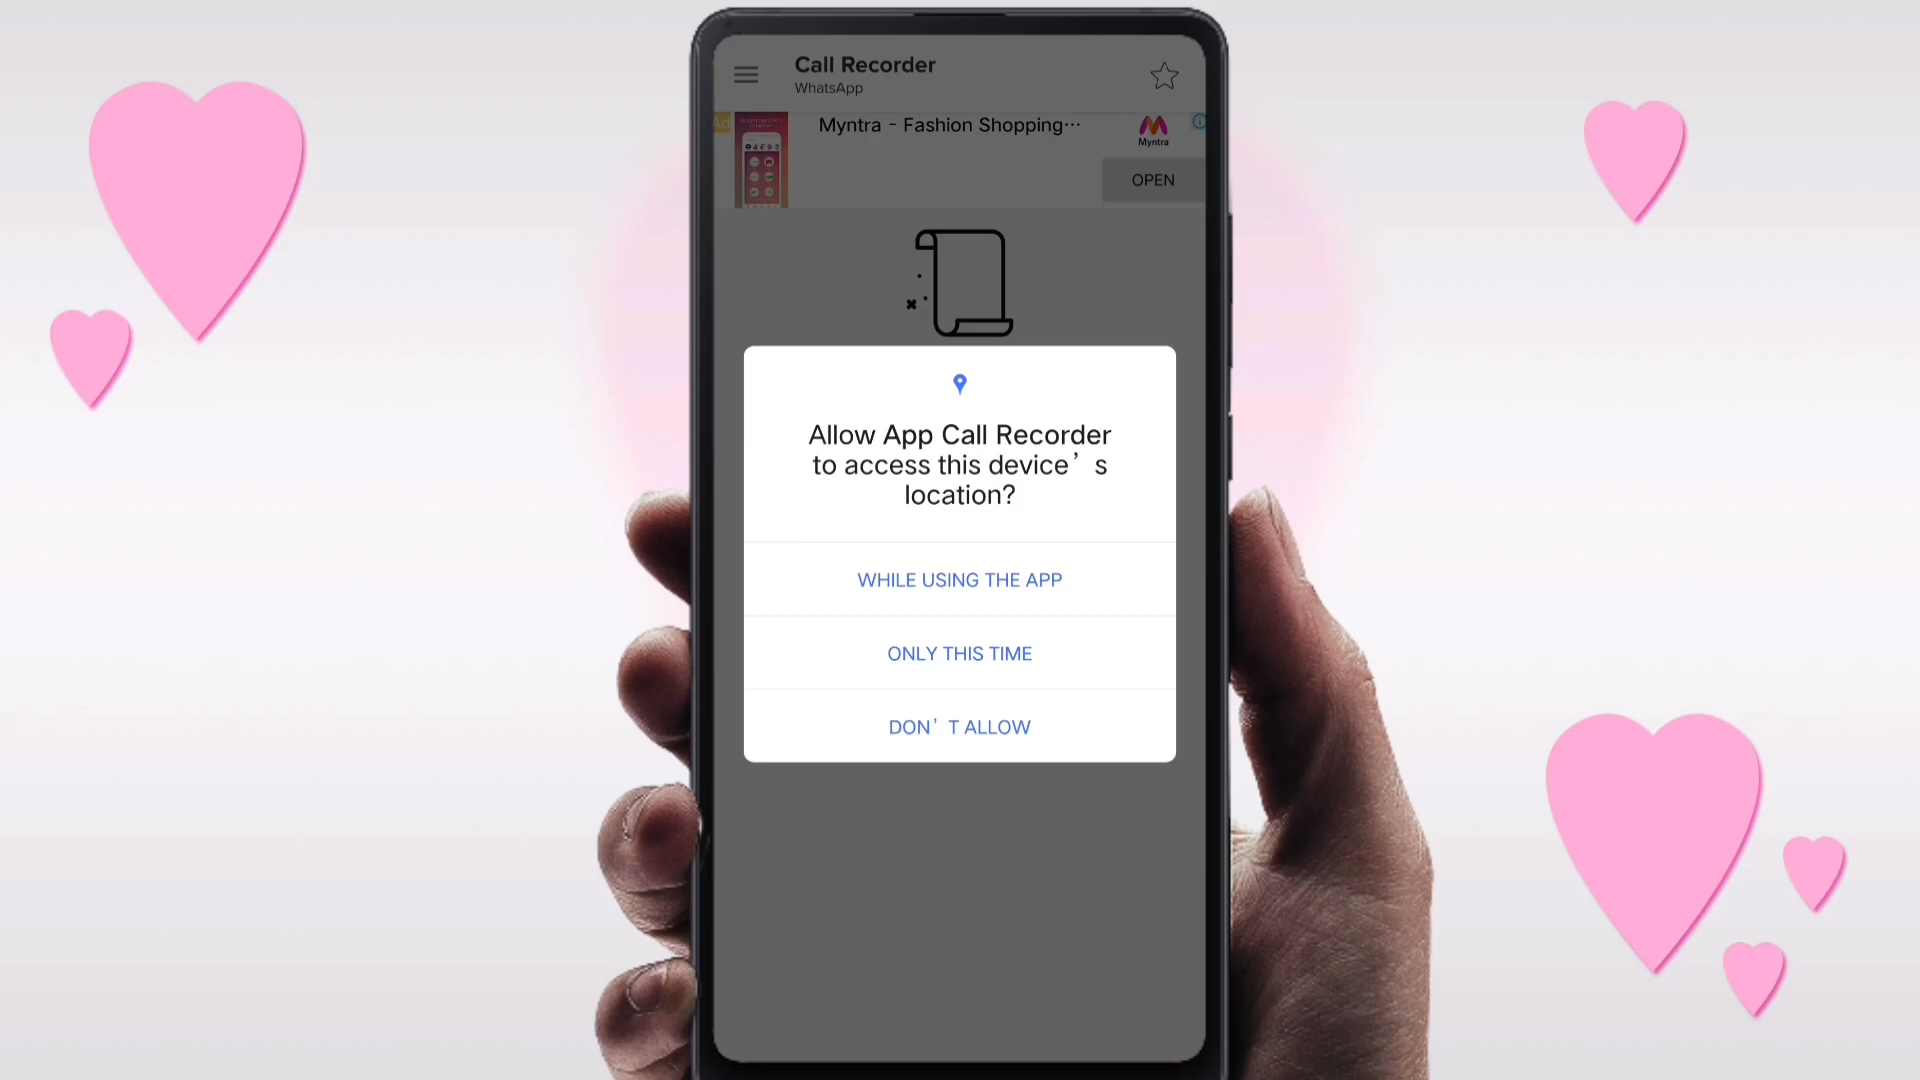 Call Recorder
WhatsApp
Ad
Myntra - Fashion Shopping…
Myntra
OPEN
Allow App Call Recorder
to access this device’s
location?
WHILE USING THE APP
ONLY THIS TIME
DON’T ALLOW